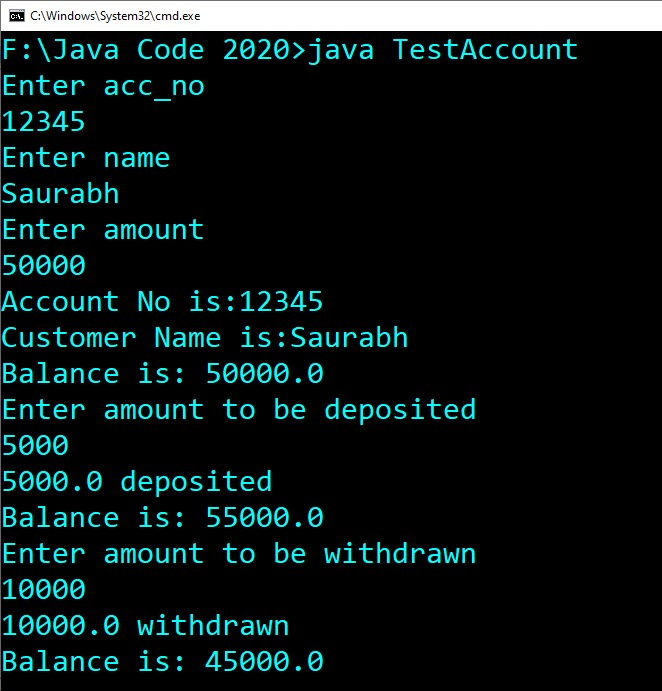 C:\Windows\System32\cmd.exe
F:\Java Code 2020>java TestAccount
Enter acc_no
12345
Enter name
Saurabh
Enter amount
50000
Account No is:12345
Customer Name is:Saurabh
Balance is: 50000.0
Enter amount to be deposited
5000
5000.0 deposited
Balance is: 55000.0
Enter amount to be withdrawn
10000
10000.0 withdrawn
Balance is: 45000.0